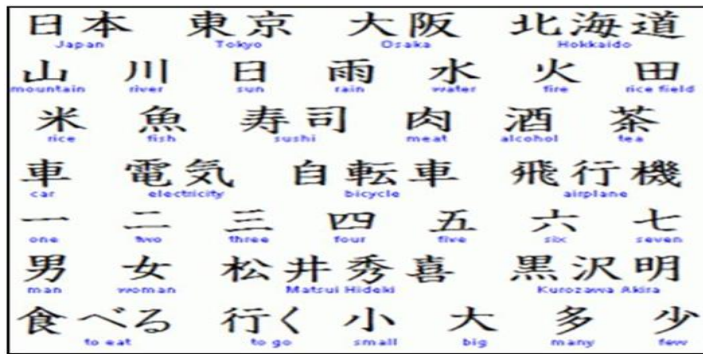 日本 東京 大阪 北海道
Japan Tokyo Osaka Hokkaido
山 川 日 雨 水 火 田
mountain river sun rain water fire rice field
米 魚 寿司 肉 酒 茶
rice fish sushi meat alcohol tea
車 電気 自転車 飛行機
car electricity bicycle airplane
一 二 三 四 五 六 七
one two three four five six seven
男 女 松井秀喜 黒沢明
man woman Matsui Hideki Kurozawa Akira
食べる 行く 小 大 多 少
to eat to go small big many few